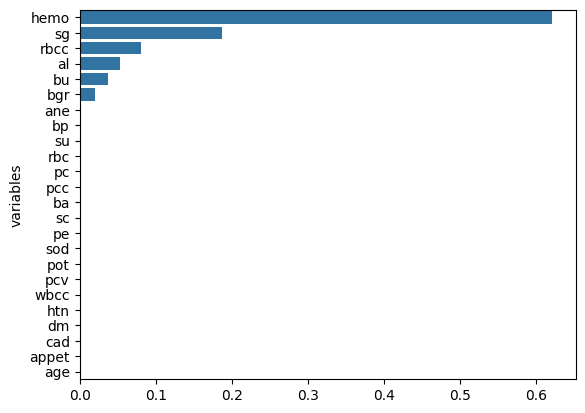 hemo
sg
rbcc
al
bu
bgr
ane
bp
su
rbc
pc
pcc
ba
sc
pe
sod
pot
pcv
wbcc
htn
dm
cad
appet
age
variables
0.0 0.1 0.2 0.3 0.4 0.5 0.6